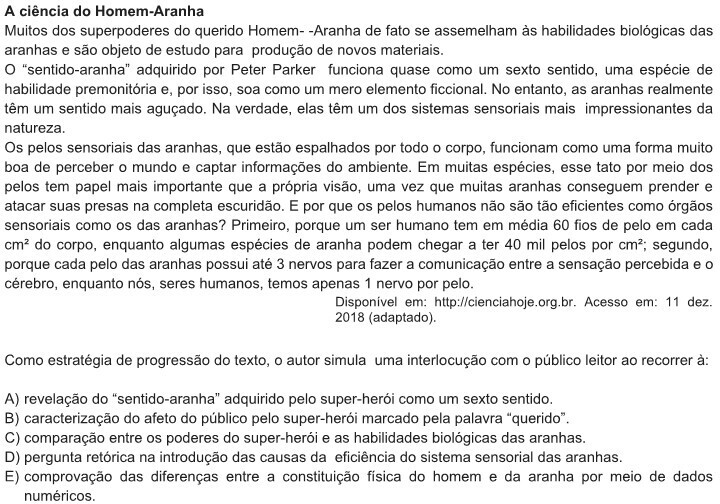 A ciência do Homem-Aranha
Muitos dos superpoderes do querido Homem- -Aranha de fato se assemelham às habilidades biológicas das
aranhas e são objeto de estudo para produção de novos materiais.
O “sentido-aranha” adquirido por Peter Parker funciona quase como um sexto sentido, uma espécie de
habilidade premonitória e, por isso, soa como um mero elemento ficcional. No entanto, as aranhas realmente
têm um sentido mais aguçado. Na verdade, elas têm um dos sistemas sensoriais mais impressionantes da
natureza.
Os pelos sensoriais das aranhas, que estão espalhados por todo o corpo, funcionam como uma forma muito
boa de perceber o mundo e captar informações do ambiente. Em muitas espécies, esse tato por meio dos
pelos tem papel mais importante que a própria visão, uma vez que muitas aranhas conseguem prender e
atacar suas presas na completa escuridão. E por que os pelos humanos não são tão eficientes como órgãos
sensoriais como os das aranhas? Primeiro, porque um ser humano tem em média 60 fios de pelo em cada
cm² do corpo, enquanto algumas espécies de aranha podem chegar a ter 40 mil pelos por cm²; segundo,
porque cada pelo das aranhas possui até 3 nervos para fazer a comunicação entre a sensação percebida e o
cérebro, enquanto nós, seres humanos, temos apenas 1 nervo por pelo.
Disponível em: http://cienciahoje.org.br. Acesso em: 11 dez.
2018 (adaptado).
Como estratégia de progressão do texto, o autor simula uma interlocução com o público leitor ao recorrer à:
A) revelação do “sentido-aranha” adquirido pelo super-herói como um sexto sentido.
B) caracterização do afeto do público pelo super-herói marcado pela palavra “querido”.
C) comparação entre os poderes do super-herói e as habilidades biológicas das aranhas.
D) pergunta retórica na introdução das causas da eficiência do sistema sensorial das aranhas.
E) comprovação das diferenças entre a constituição física do homem e da aranha por meio de dados
numéricos.